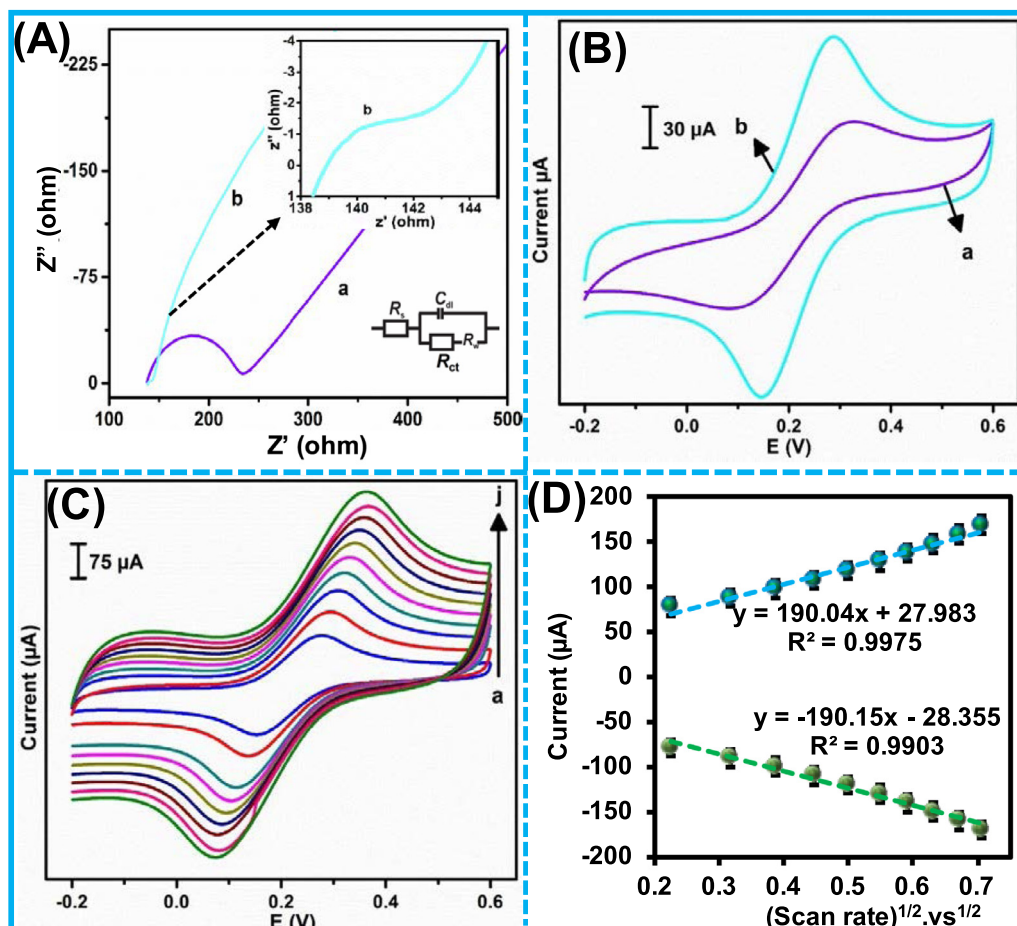 (A)
-225
-150
-75
0
Z'' (ohm)
100
200
300
400
500
Z' (ohm)
b
a
-4
-3
-2
-1
0
1
z'' (ohm)
b
138
140
142
144
z' (ohm)
Rs
Cdl
Rct
Rw
(B)
30 µA
b
a
Current µA
-0.2
0.0
0.2
0.4
0.6
E (V)
(C)
75 µA
j
a
Current (µA)
-0.2
0.0
0.2
0.4
0.6
E (V)
(D)
200
150
100
50
0
-50
-100
-150
-200
Current (µA)
y = 190.04x + 27.983
R² = 0.9975
y = -190.15x - 28.355
R² = 0.9903
0.2
0.3
0.4
0.5
0.6
0.7
(Scan rate)1/2.vs1/2